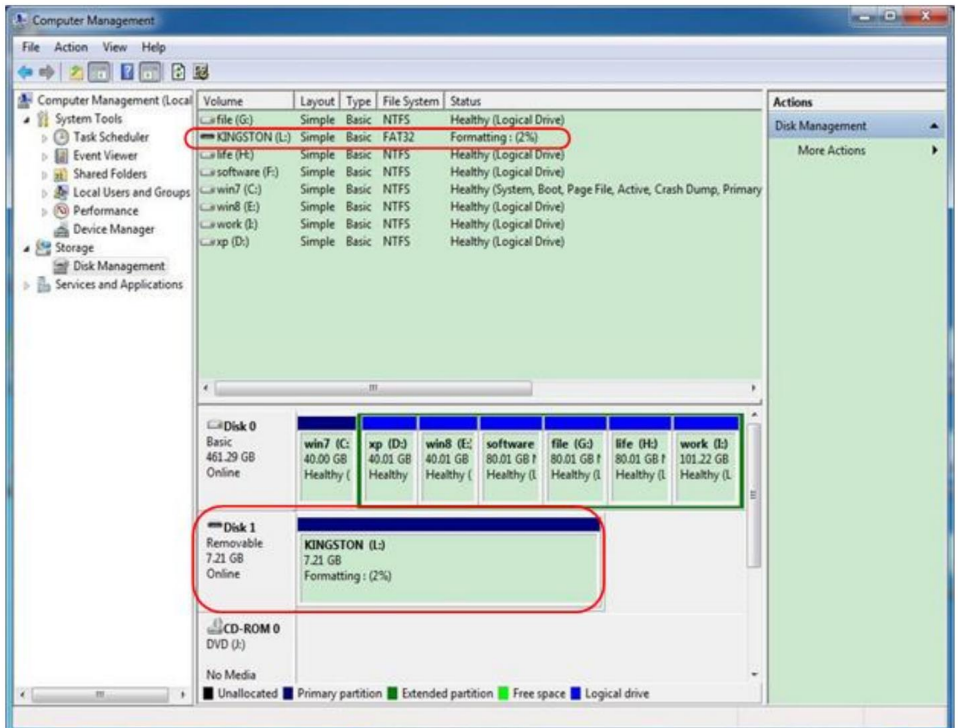 Computer Management
File Action View Help
Computer Management (Local
System Tools
Task Scheduler
Event Viewer
Shared Folders
Local Users and Groups
Performance
Device Manager
Storage
Disk Management
Services and Applications
Volume Layout Type File System Status
file (G:) Simple Basic NTFS Healthy (Logical Drive)
KINGSTON (L:) Simple Basic FAT32 Formatting : (2%)
life (H:) Simple Basic NTFS Healthy (Logical Drive)
software (F:) Simple Basic NTFS Healthy (Logical Drive)
win7 (C:) Simple Basic NTFS Healthy (System, Boot, Page File, Active, Crash Dump, Primary
win8 (E:) Simple Basic NTFS Healthy (Logical Drive)
work (I:) Simple Basic NTFS Healthy (Logical Drive)
xp (D:) Simple Basic NTFS Healthy (Logical Drive)
Actions
Disk Management
More Actions
Disk 0
Basic
461.29 GB
Online
win7 (C: xp (D:) win8 (E: software file (G:) life (H:) work (I:)
40.00 GB 40.01 GB 40.01 GB 80.01 GB 80.01 GB 80.01 GB 101.22 GB
Healthy ( Healthy Healthy ( Healthy (L Healthy (L Healthy (L Healthy (L
Disk 1
Removable
7.21 GB
Online
KINGSTON (L:)
7.21 GB
Formatting : (2%)
CD-ROM 0
DVD (J:)
No Media
Unallocated Primary partition Extended partition Free space Logical drive